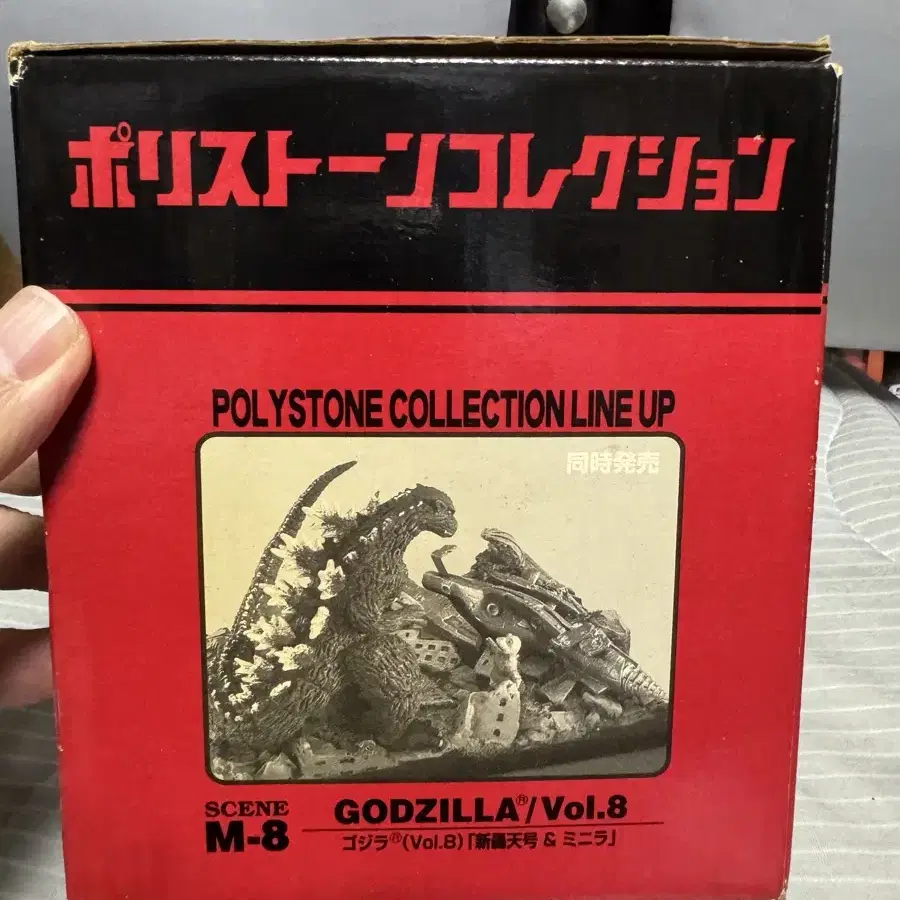 ポリストーンコレクション
POLYSTONE COLLECTION LINE UP
同時発売
SCENE
M-8
GODZILLA®/Vol.8
ゴジラ®(Vol.8)「新轟天号 & ミニラ」